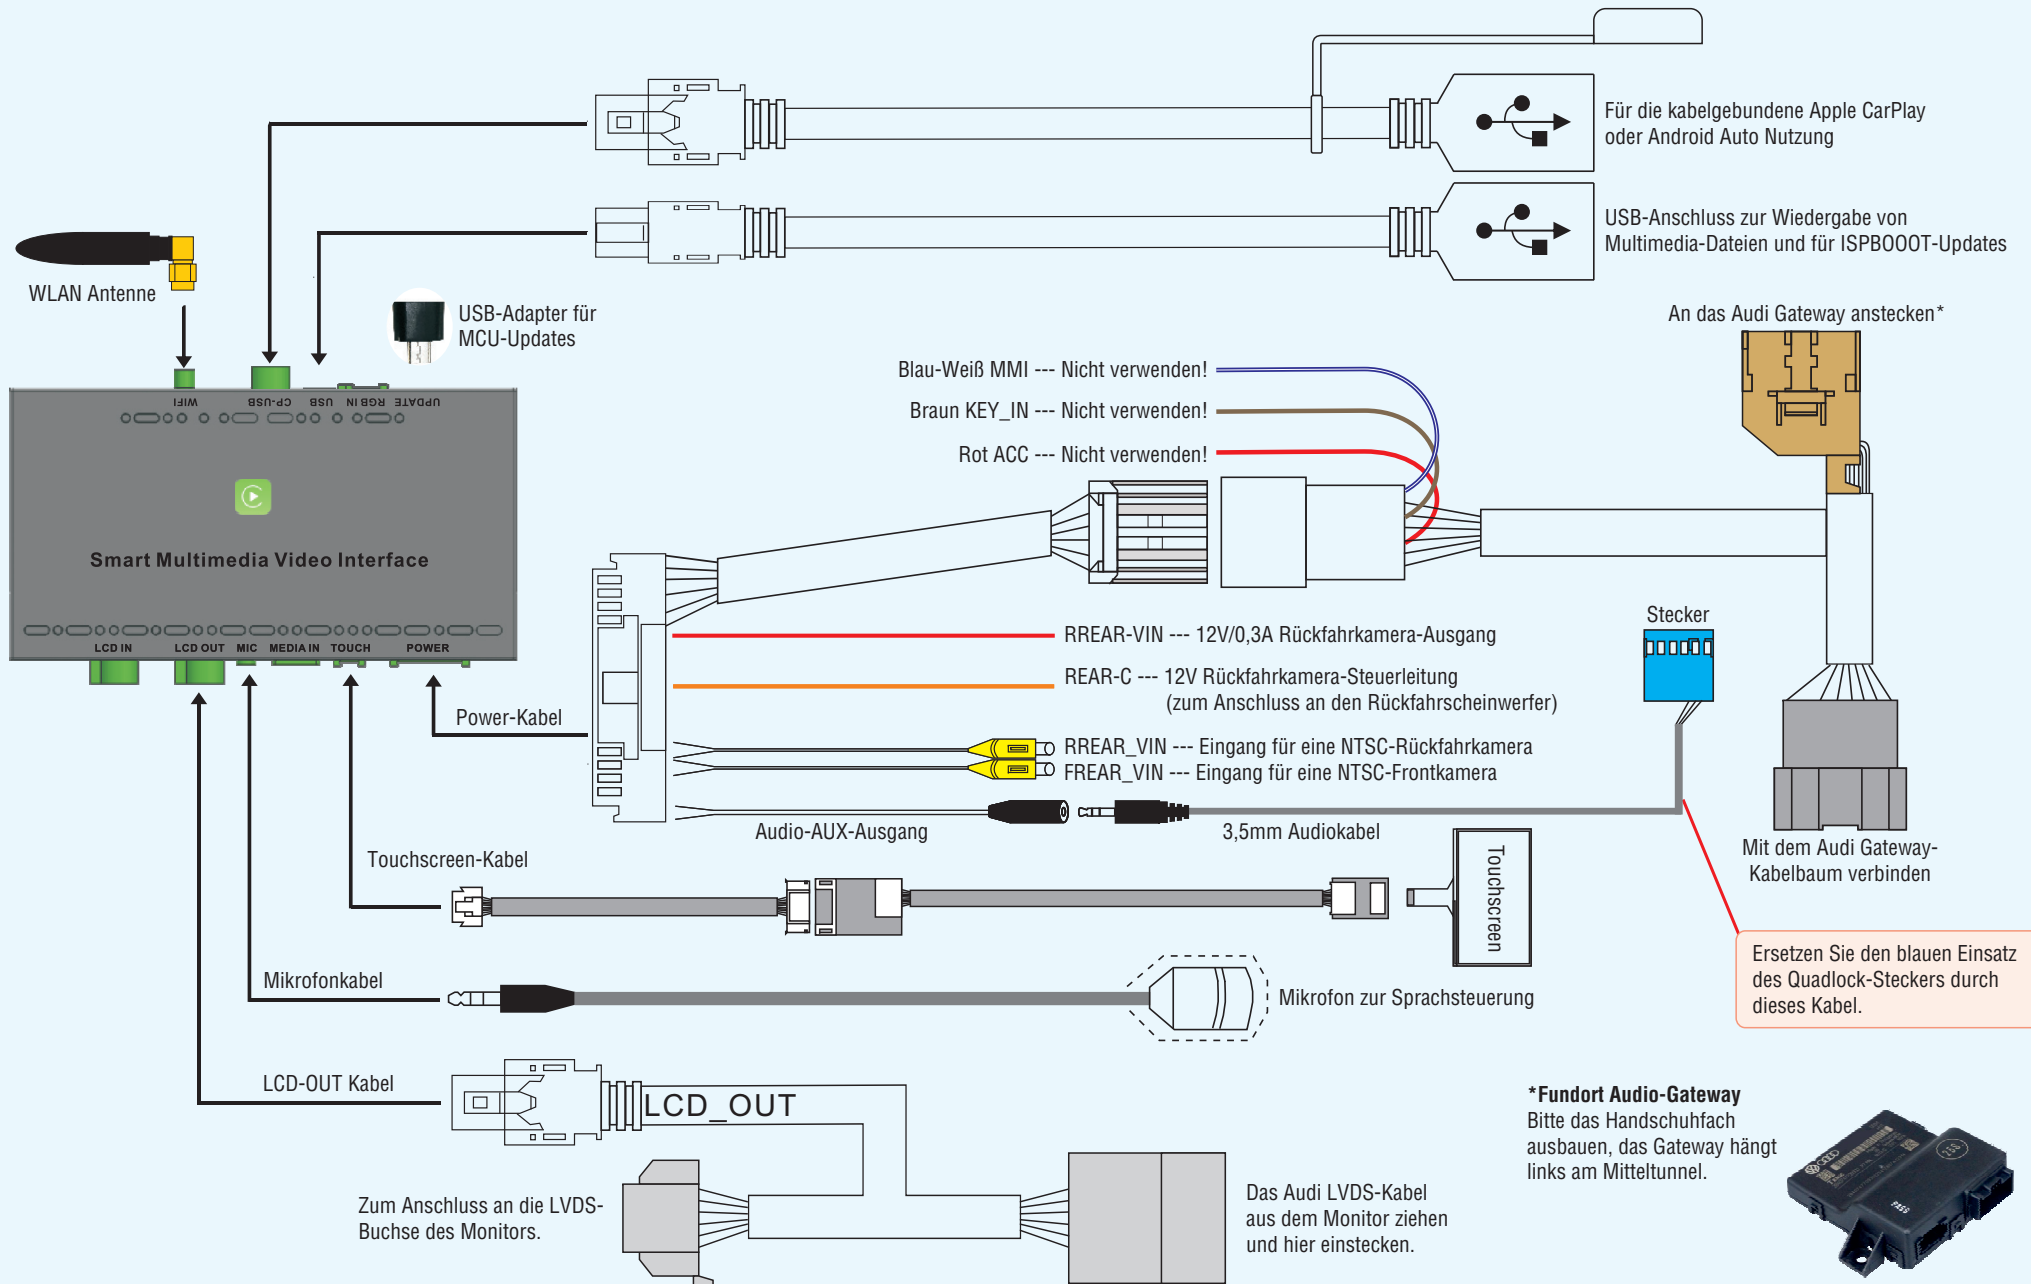 Für die kabelgebundene Apple CarPlay
oder Android Auto Nutzung
USB-Anschluss zur Wiedergabe von
Multimedia-Dateien und für ISPBOOOT-Updates
WLAN Antenne
USB-Adapter für
MCU-Updates
An das Audi Gateway anstecken*
Blau-Weiß MMI --- Nicht verwenden!
Braun KEY_IN --- Nicht verwenden!
Rot ACC --- Nicht verwenden!
WIFI
CP-USB
USB
RGB IN
UPDATE
Smart Multimedia Video Interface
LCD IN
LCD OUT
MIC
MEDIA IN
TOUCH
POWER
Stecker
RREAR-VIN --- 12V/0,3A Rückfahrkamera-Ausgang
REAR-C --- 12V Rückfahrkamera-Steuerleitung
(zum Anschluss an den Rückfahrscheinwerfer)
Power-Kabel
RREAR_VIN --- Eingang für eine NTSC-Rückfahrkamera
FREAR_VIN --- Eingang für eine NTSC-Frontkamera
Audio-AUX-Ausgang
3,5mm Audiokabel
Mit dem Audi Gateway-
Kabelbaum verbinden
Touchscreen-Kabel
Touchscreen
Ersetzen Sie den blauen Einsatz
des Quadlock-Steckers durch
dieses Kabel.
Mikrofonkabel
Mikrofon zur Sprachsteuerung
LCD-OUT Kabel
LCD_OUT
*Fundort Audio-Gateway
Bitte das Handschuhfach
ausbauen, das Gateway hängt
links am Mitteltunnel.
Zum Anschluss an die LVDS-
Buchse des Monitors.
Das Audi LVDS-Kabel
aus dem Monitor ziehen
und hier einstecken.